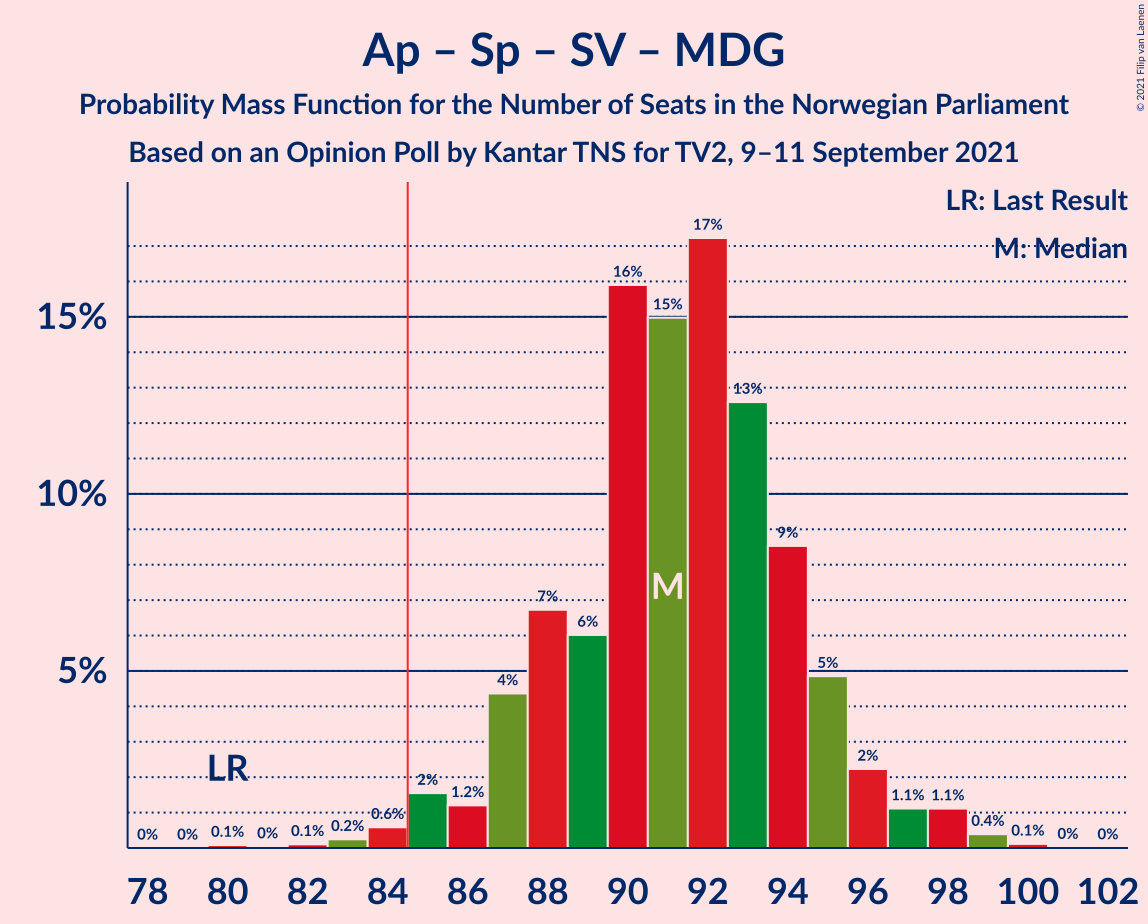 Ap – Sp – SV – MDG
Probability Mass Function for the Number of Seats in the Norwegian Parliament
Based on an Opinion Poll by Kantar TNS for TV2, 9–11 September 2021
© 2021 Filip van Laenen
LR: Last Result
M: Median
15%
10%
5%
LR
M
0% 0% 0.1% 0% 0.1% 0.2% 0.6% 2% 1.2% 4% 7% 6% 16% 15% 17% 13% 9% 5% 2% 1.1% 1.1% 0.4% 0.1% 0% 0%
78 80 82 84 86 88 90 92 94 96 98 100 102